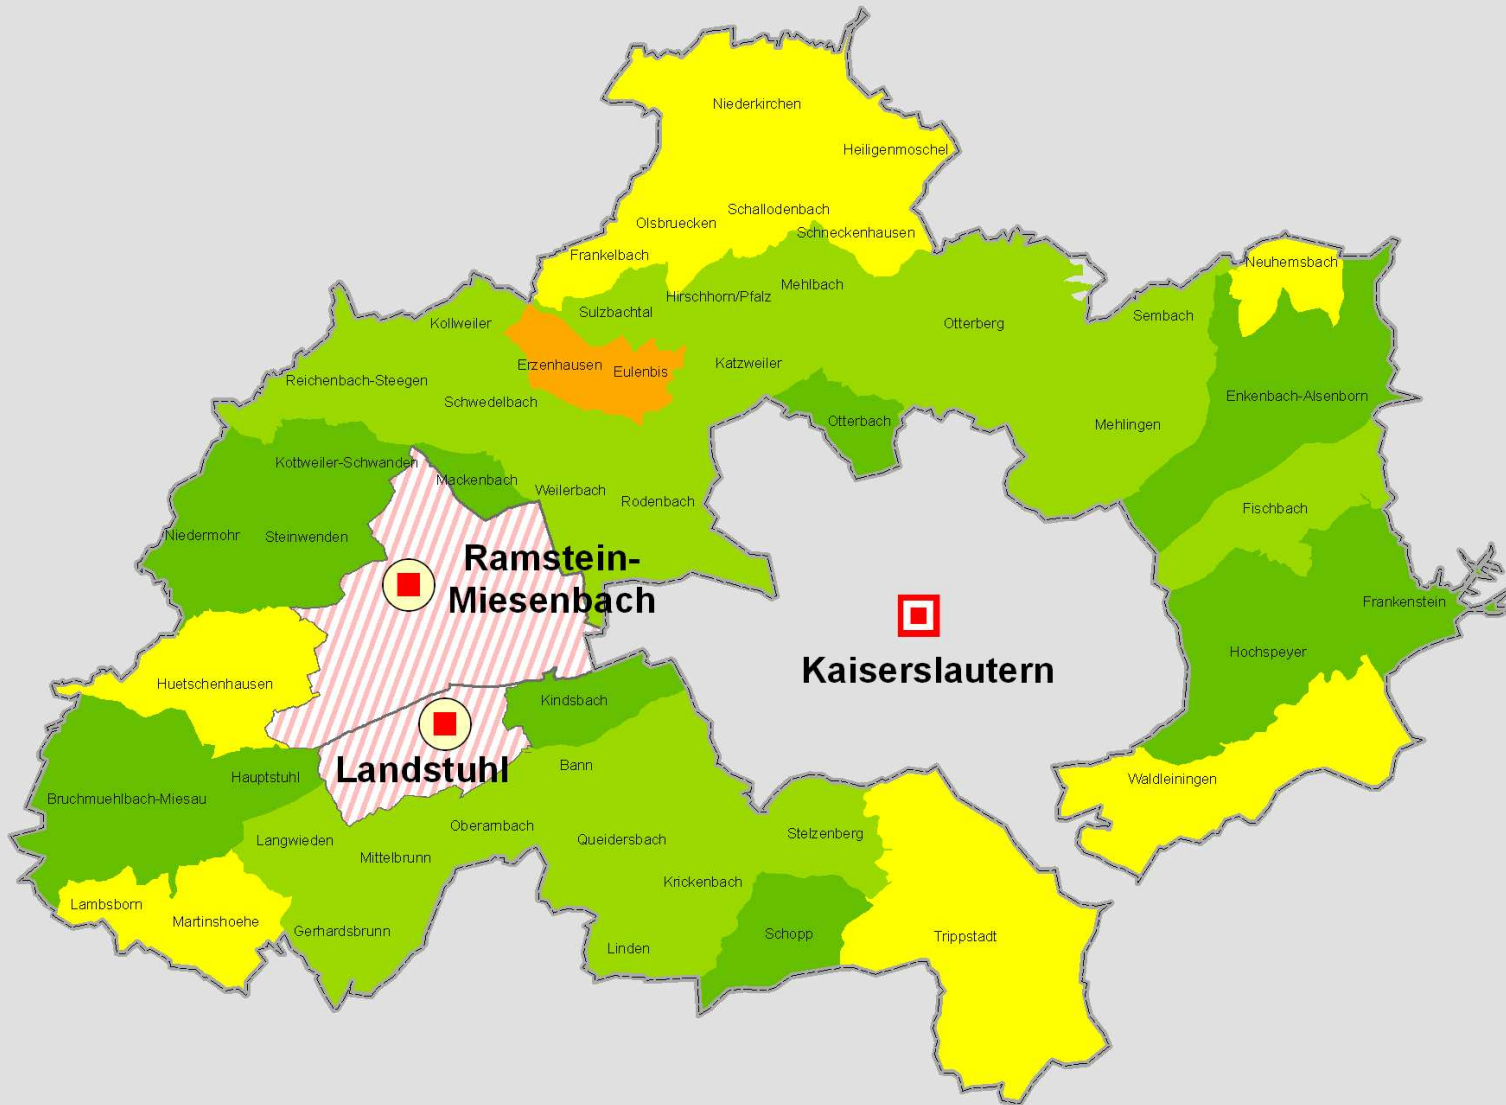 Niederkirchen
Heiligenmoschel
Schallodenbach
Olsbruecken
Schneckenhausen
Frankelbach
Neuhemsbach
Mehlbach
Hirschhorn/Pfalz
Sulzbachtal
Sembach
Kollweiler
Otterberg
Erzenhausen
Eulenbis
Katzweiler
Reichenbach-Steegen
Schwedelbach
Enkenbach-Alsenborn
Otterbach
Mehlingen
Kottweiler-Schwanden
Mackenbach
Weilerbach
Rodenbach
Fischbach
Niedermohr
Steinwenden
Ramstein-
Miesenbach
Frankenstein
Hochspeyer
Kaiserslautern
Huetschenhausen
Kindsbach
Landstuhl
Bann
Hauptstuhl
Waldleiningen
Bruchmuehlbach-Miesau
Oberarnbach
Stelzenberg
Langwieden
Queidersbach
Mittelbrunn
Krickenbach
Lambsborn
Martinshoehe
Gerhardsbrunn
Schopp
Trippstadt
Linden